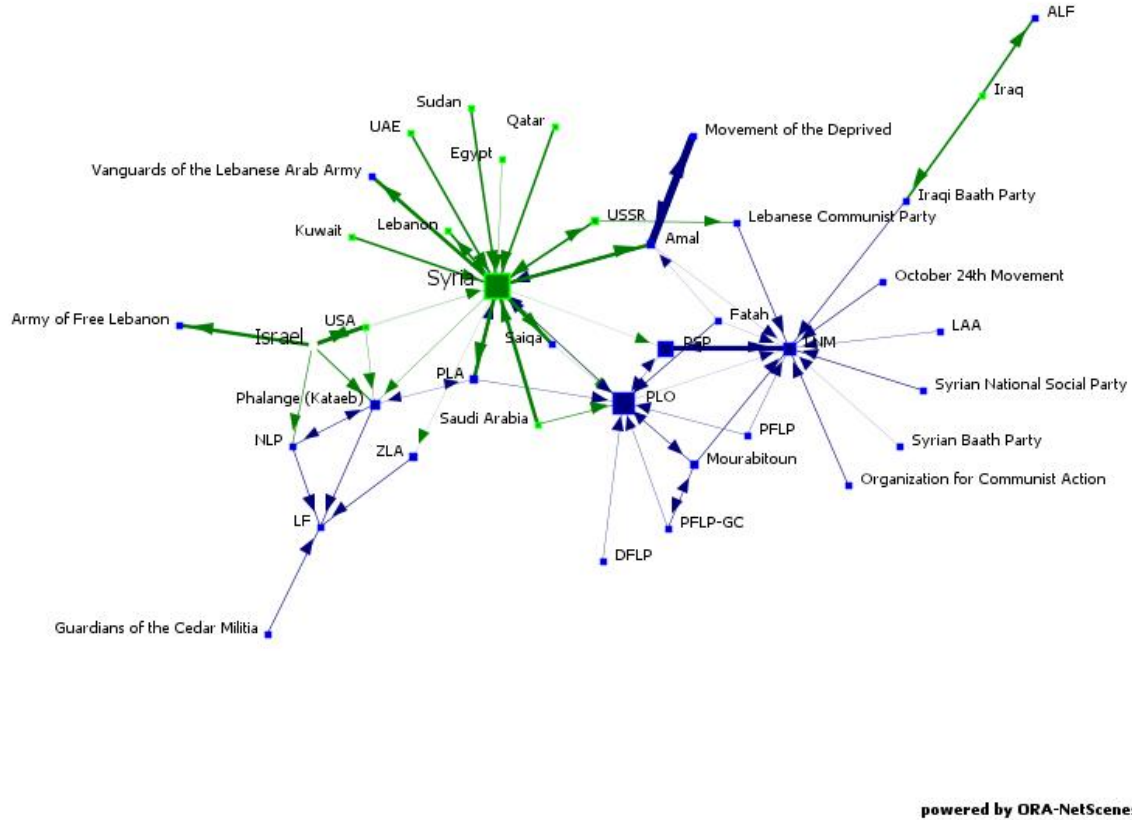 ALF
Iraq
Sudan
Qatar
UAE
Movement of the Deprived
Egypt
Vanguards of the Lebanese Arab Army
Iraqi Baath Party
USSR
Lebanese Communist Party
Lebanon
Kuwait
Amal
Syria
October 24th Movement
Fatah
Army of Free Lebanon
USA
Israel
LAA
Saiqa
PSP
LNM
PLA
Syrian National Social Party
Phalange (Kataeb)
PLO
Saudi Arabia
PFLP
NLP
Syrian Baath Party
ZLA
Mourabitoun
Organization for Communist Action
LF
PFLP-GC
DFLP
Guardians of the Cedar Militia
powered by ORA-NetScenes